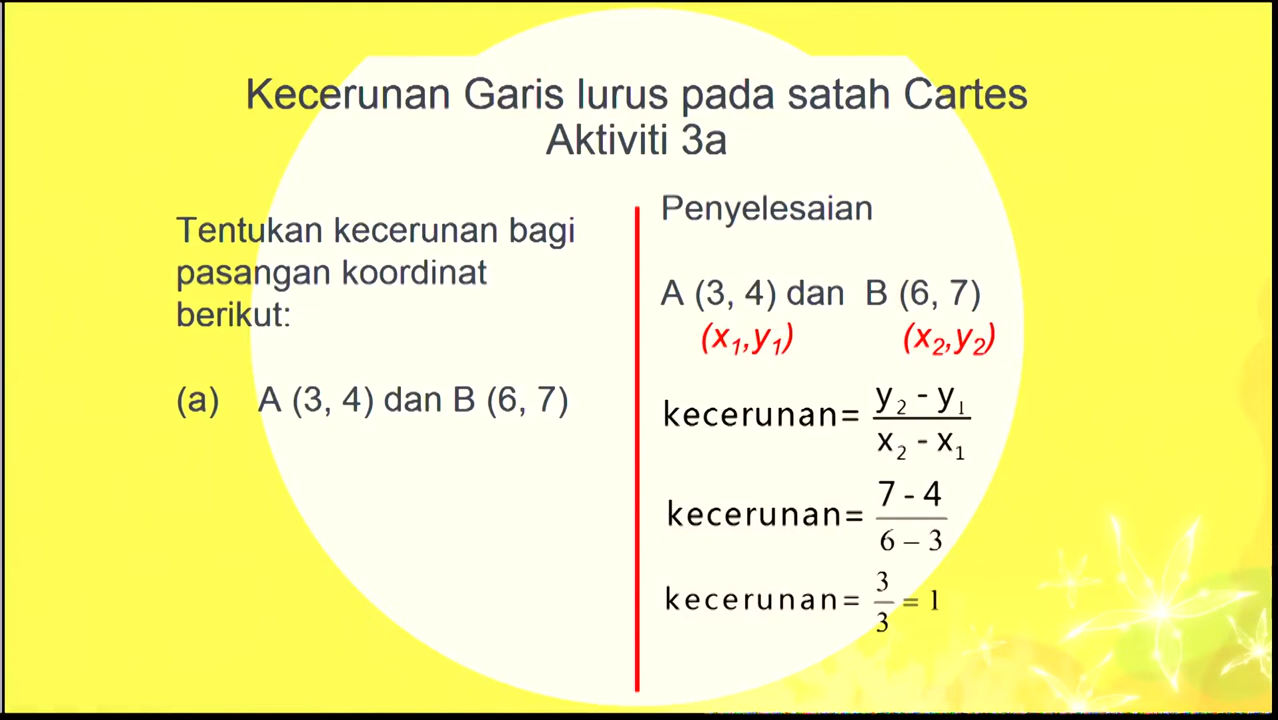 Kecerunan Garis lurus pada satah Cartes
Aktiviti 3a
Tentukan kecerunan bagi
pasangan koordinat
berikut:
(a) A (3, 4) dan B (6, 7)
Penyelesaian
A (3, 4) dan B (6, 7)
(x₁,y₁) (x₂,y₂)
kecerunan= y₂ - y₁ / x₂ - x₁
kecerunan= 7 - 4 / 6 – 3
kecerunan= 3 / 3 = 1